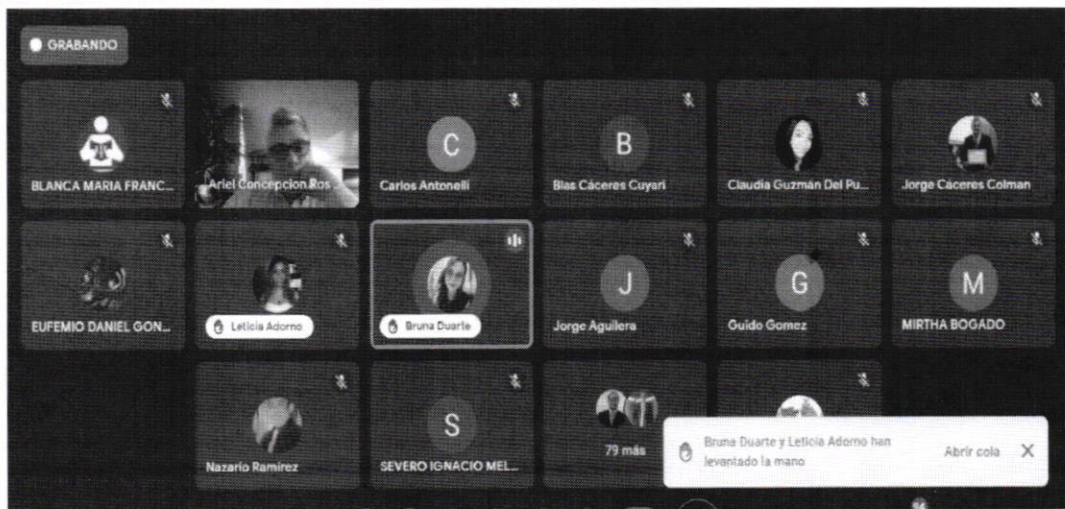 GRABANDO
BLANCA MARIA FRANC...
Ariel Concepcion Ros...
C
Carlos Antonelli
B
Blas Cáceres Cuyari
Claudia Guzmán Del Pu...
Jorge Cáceres Colman
EUFEMIO DANIEL GON...
Leticia Adorno
Bruna Duarte
J
Jorge Aguilera
G
Guido Gomez
M
MIRTHA BOGADO
Nazario Ramirez
S
SEVERO IGNACIO MEL...
79 más
Bruna Duarte y Leticia Adorno han
levantado la mano
Abrir cola
94